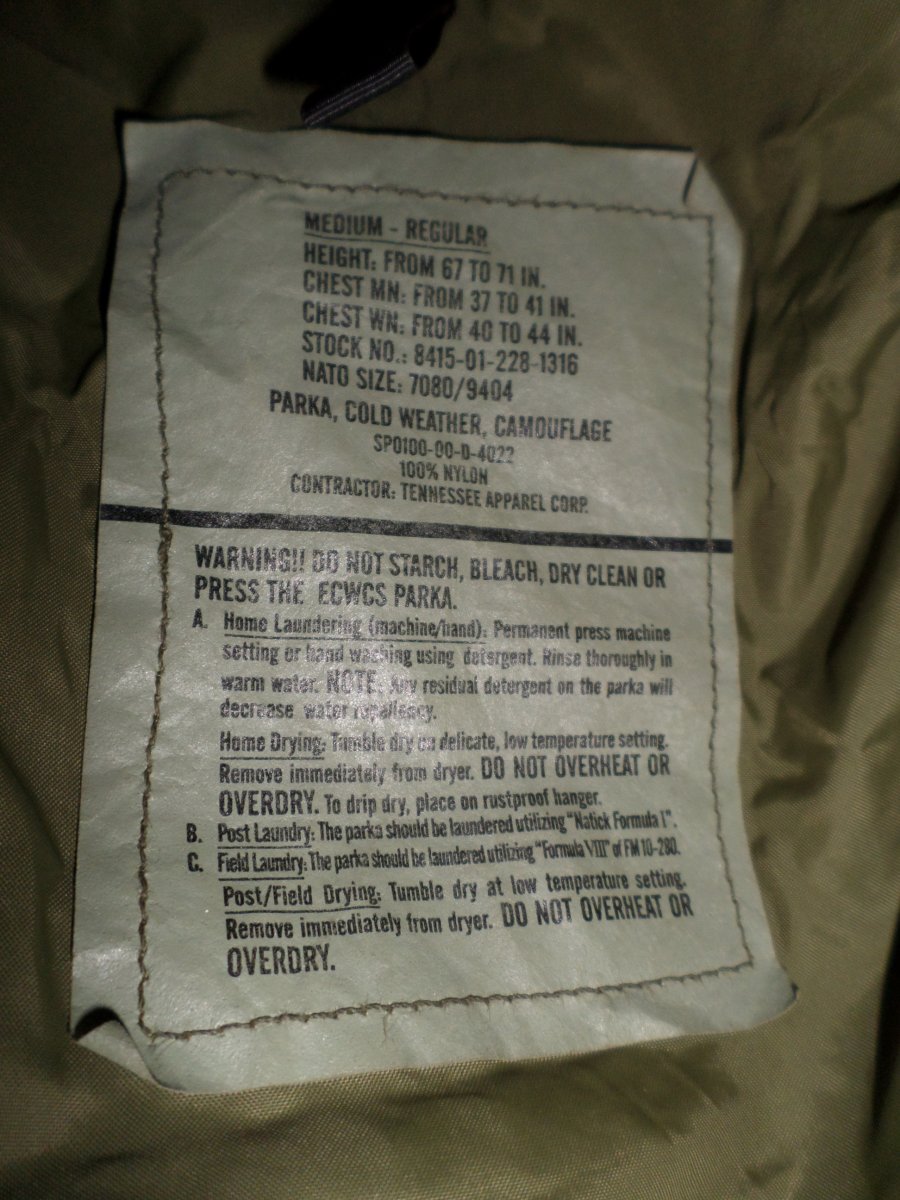 MEDIUM - REGULAR
HEIGHT: FROM 67 TO 71 IN.
CHEST MN: FROM 37 TO 41 IN.
CHEST WN: FROM 40 TO 44 IN.
STOCK NO.: 8415-01-228-1316
NATO SIZE: 7080/9404
PARKA, COLD WEATHER, CAMOUFLAGE
SP0100-00-D-4022
100% NYLON
CONTRACTOR: TENNESSEE APPAREL CORP.
WARNING!! DO NOT STARCH, BLEACH, DRY CLEAN OR
PRESS THE ECWCS PARKA.
A. Home Laundering (machine/hand): Permanent press machine
setting or hand washing using detergent. Rinse thoroughly in
warm water. NOTE: Any residual detergent on the parka will
decrease water repallency.
Home Drying: Tumble dry on delicate, low temperature setting.
Remove immediately from dryer. DO NOT OVERHEAT OR
OVERDRY. To drip dry, place on rustproof hanger.
B. Post Laundry: The parka should be laundered utilizing "Natick Formula I".
C. Field Laundry: The parka should be laundered utilizing "Formula VIII" of FM 10-280.
Post/Field Drying: Tumble dry at low temperature setting.
Remove immediately from dryer. DO NOT OVERHEAT OR
OVERDRY.